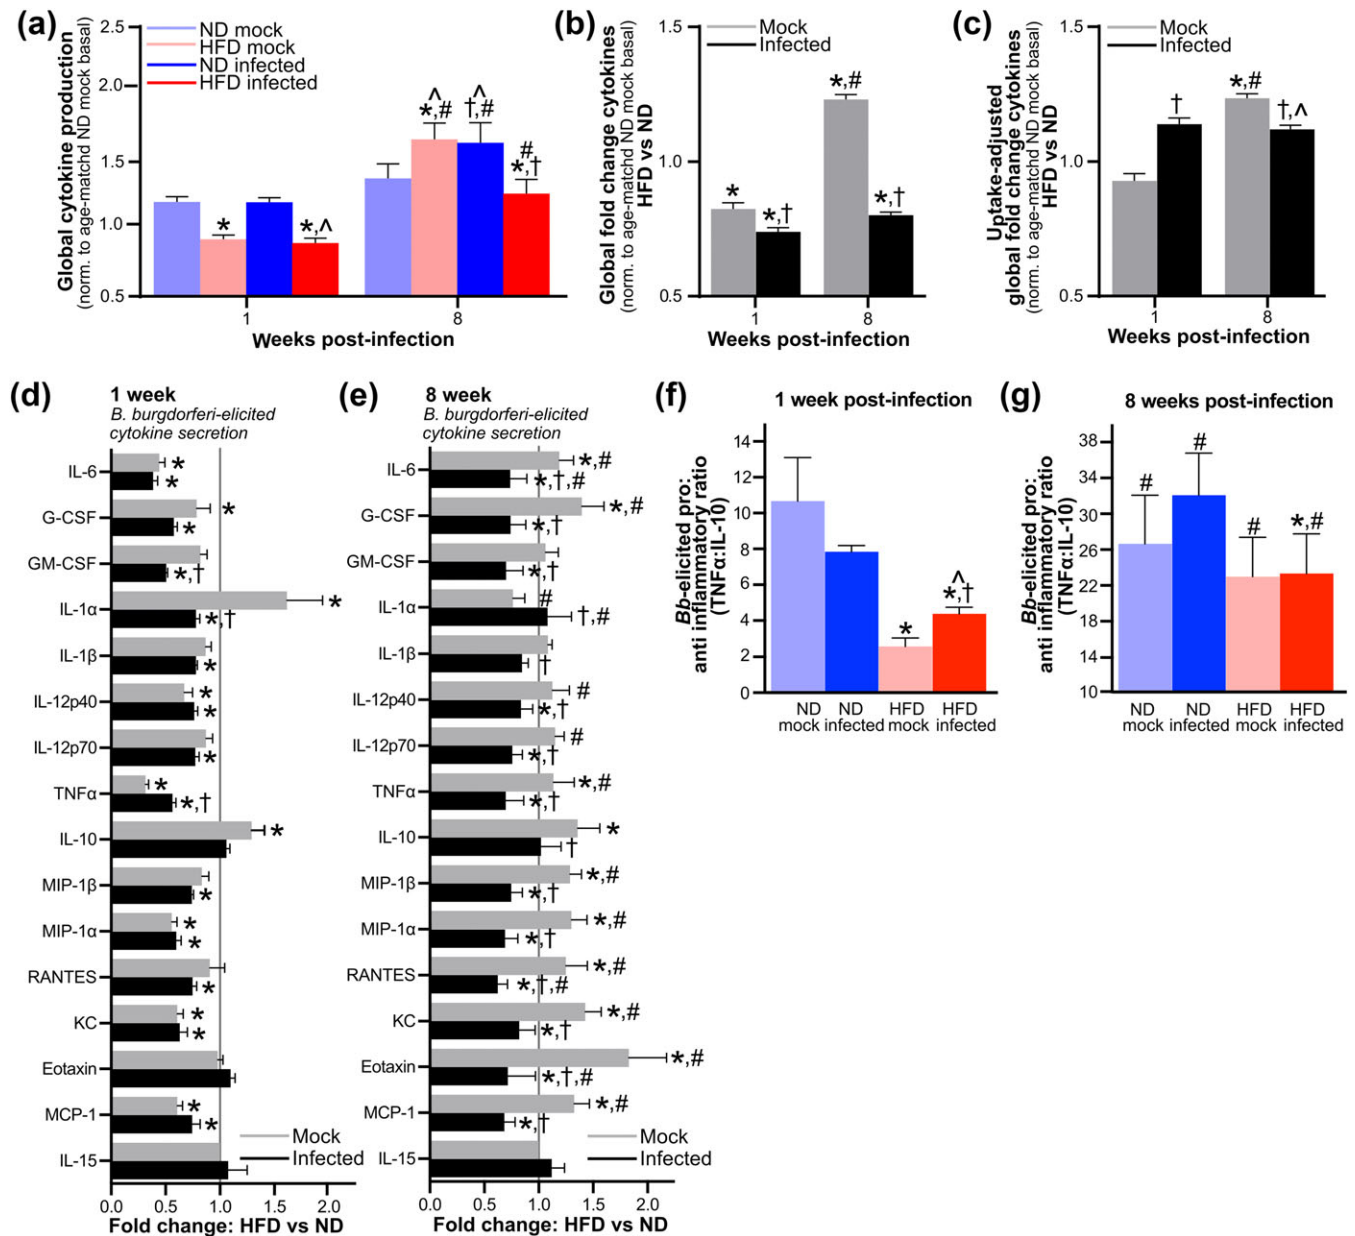 (a)
Global cytokine production
(norm. to age-matchd ND mock basal)
2.5
2.0
1.5
1.0
0.5
ND mock
HFD mock
ND infected
HFD infected
*
*,^
^
*,#
^
†,#
#
*,†
1
8
Weeks post-infection
(b)
Global fold change cytokines
HFD vs ND
(norm. to age-matchd ND mock basal)
1.5
1.0
0.5
Mock
Infected
*
*,†
*,#
*,†
1
8
Weeks post-infection
(c)
Uptake-adjusted
global fold change cytokines
(norm. to age-matchd ND mock basal)
HFD vs ND
1.5
1.0
0.5
Mock
Infected
†
*,#
†,^
1
8
Weeks post-infection
(d)
1 week
B. burgdorferi-elicited
cytokine secretion
IL-6
*
*
G-CSF
*
*
GM-CSF
*,†
IL-1α
*
*,†
IL-1β
*
IL-12p40
*
*
IL-12p70
*
TNFα
*
*,†
IL-10
*
MIP-1β
*
MIP-1α
*
*
RANTES
*
KC
*
*
Eotaxin
MCP-1
*
*
IL-15
Mock
Infected
0.0
0.5
1.0
1.5
2.0
Fold change: HFD vs ND
(e)
8 week
B. burgdorferi-elicited
cytokine secretion
IL-6
*,#
*,†,#
G-CSF
*,#
*,†
GM-CSF
*,†
IL-1α
#
†,#
IL-1β
†
IL-12p40
#
*,†
IL-12p70
#
*,†
TNFα
*,#
*,†
IL-10
*
†
MIP-1β
*,#
*,†
MIP-1α
*,#
*,†
RANTES
*,#
*,†,#
KC
*,#
*,†
Eotaxin
*,#
*,†,#
MCP-1
*,#
*,†
IL-15
Mock
Infected
0.0
0.5
1.0
1.5
2.0
Fold change: HFD vs ND
(f)
1 week post-infection
Bb-elicited pro:
anti inflammatory ratio
(TNFα:IL-10)
14
12
10
8
6
4
2
0
*
^
*,†
ND
mock
ND
infected
HFD
mock
HFD
infected
(g)
8 weeks post-infection
Bb-elicited pro:
anti inflammatory ratio
(TNFα:IL-10)
38
34
30
26
22
18
14
10
#
#
#
*,#
ND
mock
ND
infected
HFD
mock
HFD
infected